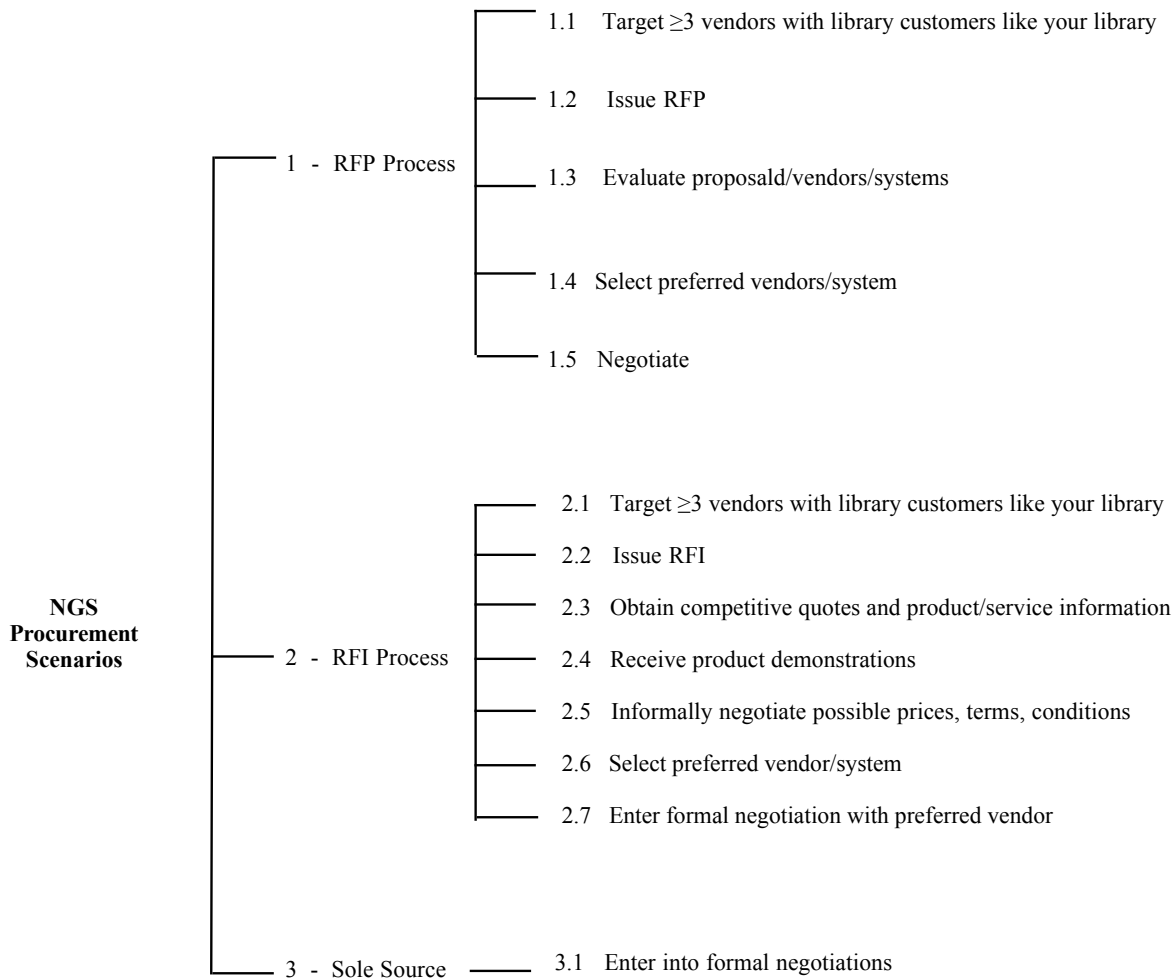 1.1 Target ≥3 vendors with library customers like your library
1.2 Issue RFP
1 - RFP Process
1.3 Evaluate proposald/vendors/systems
1.4 Select preferred vendors/system
1.5 Negotiate
2.1 Target ≥3 vendors with library customers like your library
2.2 Issue RFI
2.3 Obtain competitive quotes and product/service information
NGS
Procurement
Scenarios
2 - RFI Process
2.4 Receive product demonstrations
2.5 Informally negotiate possible prices, terms, conditions
2.6 Select preferred vendor/system
2.7 Enter formal negotiation with preferred vendor
3 - Sole Source
3.1 Enter into formal negotiations